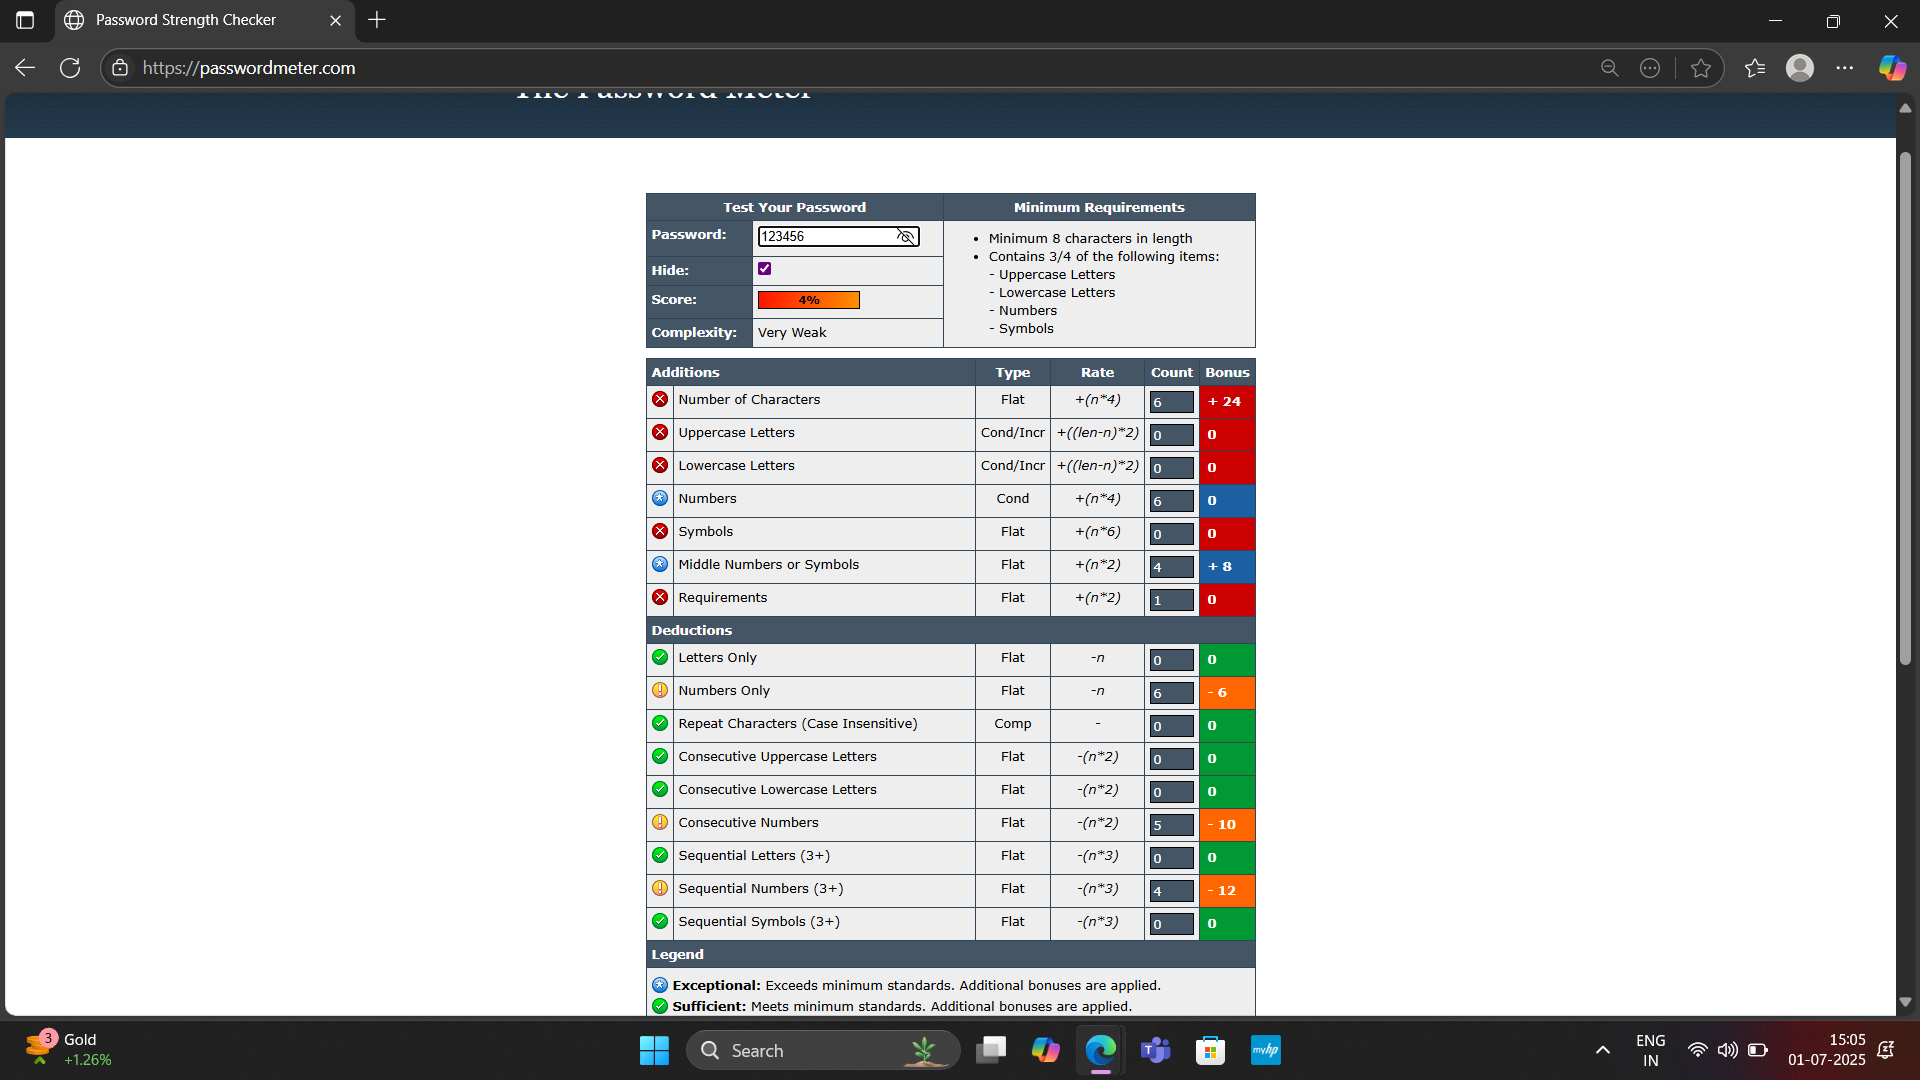 Password Strength Checker
https://passwordmeter.com
The Password Meter
Test Your Password
Minimum Requirements
Password:
123456
Hide:
Score:
4%
Complexity:
Very Weak
• Minimum 8 characters in length
• Contains 3/4 of the following items:
- Uppercase Letters
- Lowercase Letters
- Numbers
- Symbols
Additions Type Rate Count Bonus
Number of Characters Flat +(n*4) 6 + 24
Uppercase Letters Cond/Incr +((len-n)*2) 0 0
Lowercase Letters Cond/Incr +((len-n)*2) 0 0
Numbers Cond +(n*4) 6 0
Symbols Flat +(n*6) 0 0
Middle Numbers or Symbols Flat +(n*2) 4 + 8
Requirements Flat +(n*2) 1 0
Deductions
Letters Only Flat -n 0 0
Numbers Only Flat -n 6 - 6
Repeat Characters (Case Insensitive) Comp - 0 0
Consecutive Uppercase Letters Flat -(n*2) 0 0
Consecutive Lowercase Letters Flat -(n*2) 0 0
Consecutive Numbers Flat -(n*2) 5 - 10
Sequential Letters (3+) Flat -(n*3) 0 0
Sequential Numbers (3+) Flat -(n*3) 4 - 12
Sequential Symbols (3+) Flat -(n*3) 0 0
Legend
Exceptional: Exceeds minimum standards. Additional bonuses are applied.
Sufficient: Meets minimum standards. Additional bonuses are applied.
3
Gold
+1.26%
Search
myhp
ENG
IN
15:05
01-07-2025